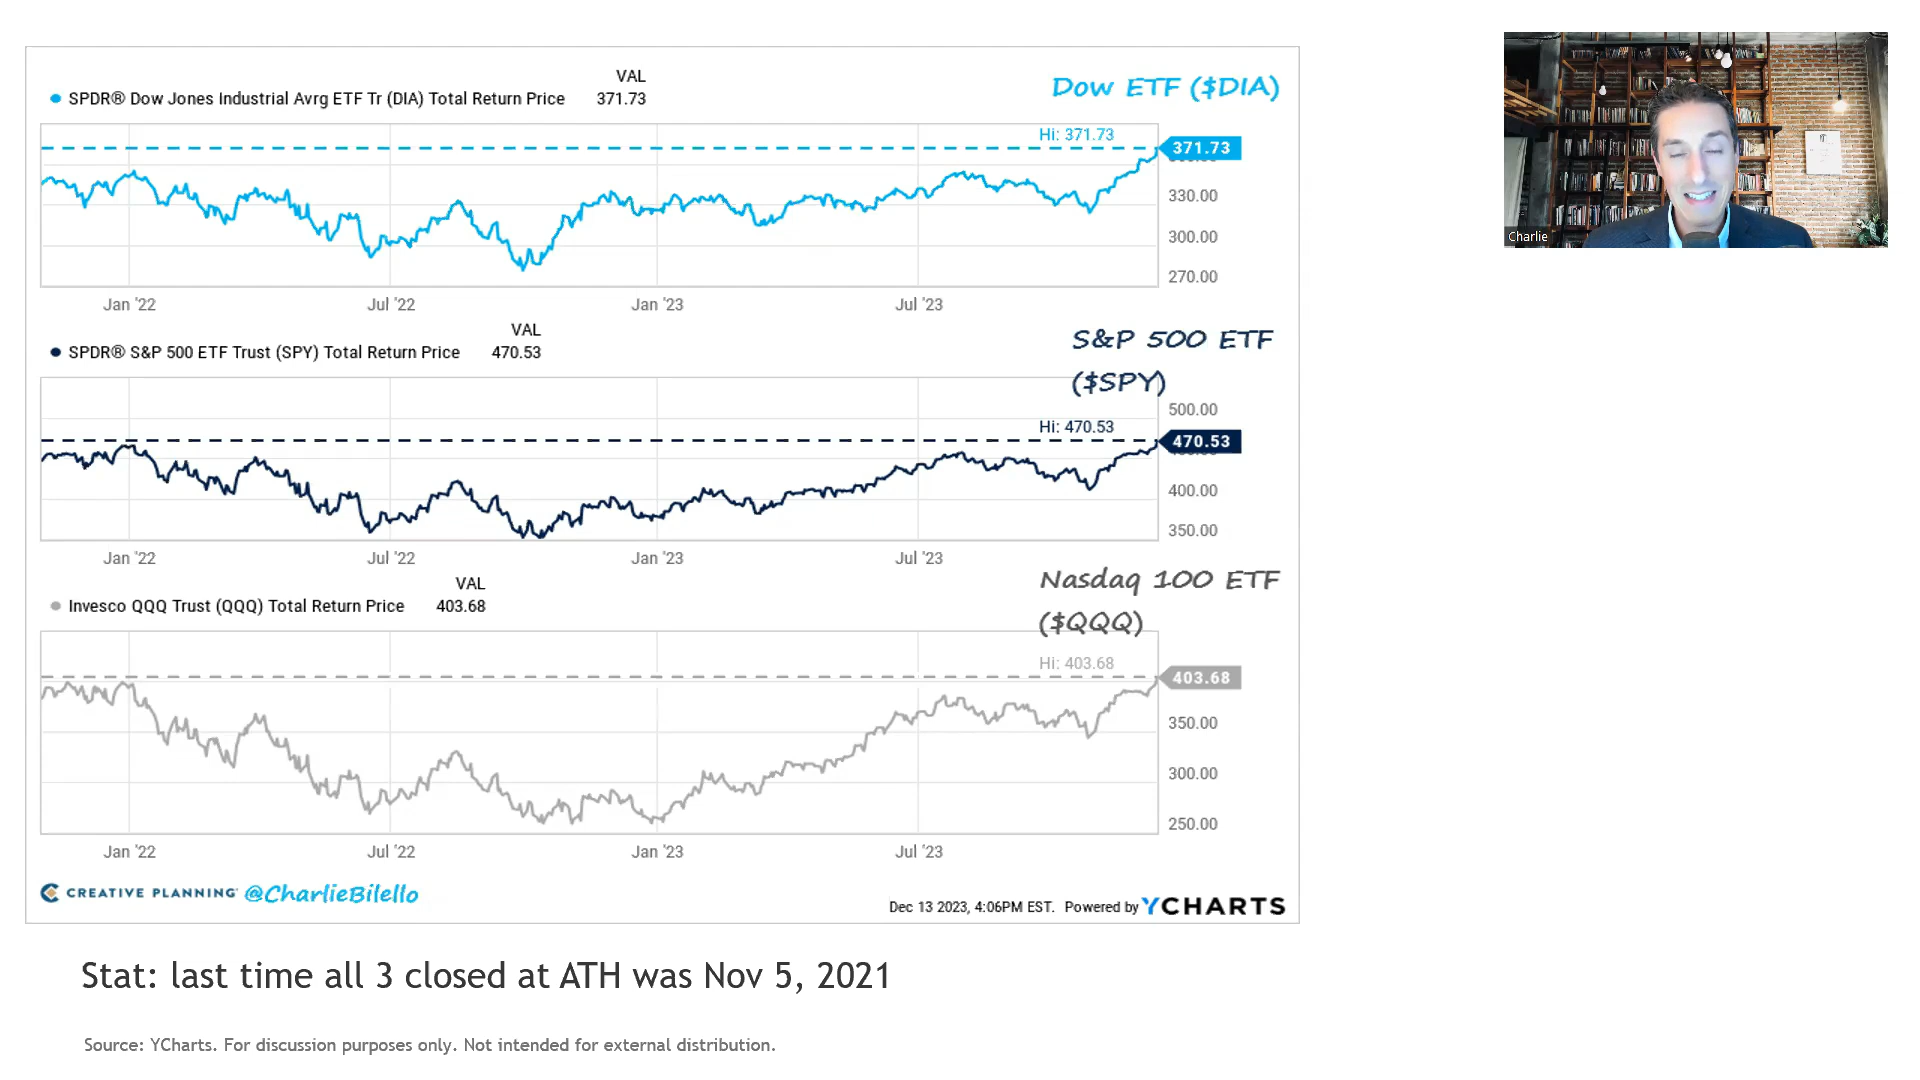 VAL
SPDR® Dow Jones Industrial Avrg ETF Tr (DIA) Total Return Price 371.73
Dow ETF ($DIA)
Hi: 371.73
371.73
330.00
300.00
270.00
Jan '22 Jul '22 Jan '23 Jul '23
VAL
SPDR® S&P 500 ETF Trust (SPY) Total Return Price 470.53
S&P 500 ETF
($SPY)
500.00
Hi: 470.53
470.53
400.00
350.00
Jan '22 Jul '22 Jan '23 Jul '23
VAL
Invesco QQQ Trust (QQQ) Total Return Price 403.68
Nasdaq 100 ETF
($QQQ)
Hi: 403.68
403.68
350.00
300.00
250.00
Jan '22 Jul '22 Jan '23 Jul '23
CREATIVE PLANNING @CharlieBilello
Dec 13 2023, 4:06PM EST. Powered by YCHARTS
Stat: last time all 3 closed at ATH was Nov 5, 2021
Source: YCharts. For discussion purposes only. Not intended for external distribution.
Charlie